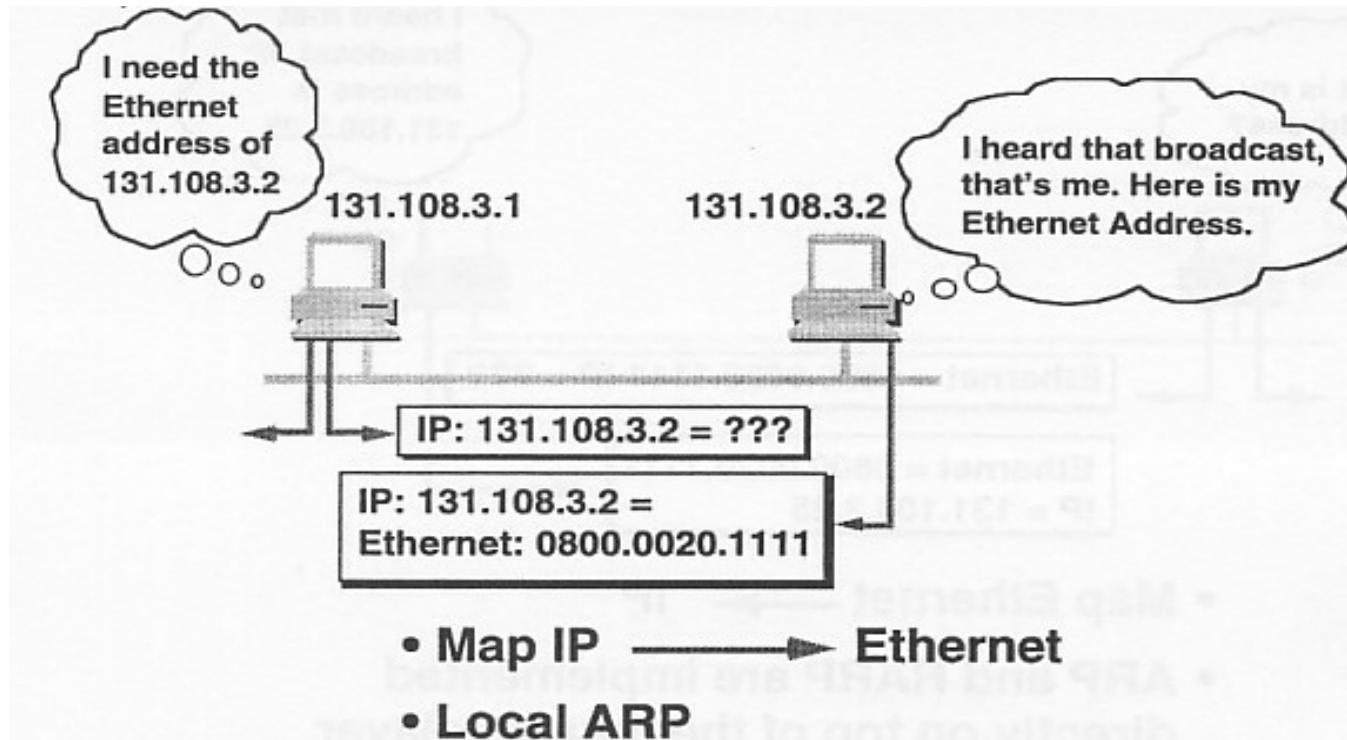 I need the
Ethernet
address of
131.108.3.2
131.108.3.1
131.108.3.2
I heard that broadcast,
that's me. Here is my
Ethernet Address.
IP: 131.108.3.2 = ???
IP: 131.108.3.2 =
Ethernet: 0800.0020.1111
• Map IP → Ethernet
• Local ARP